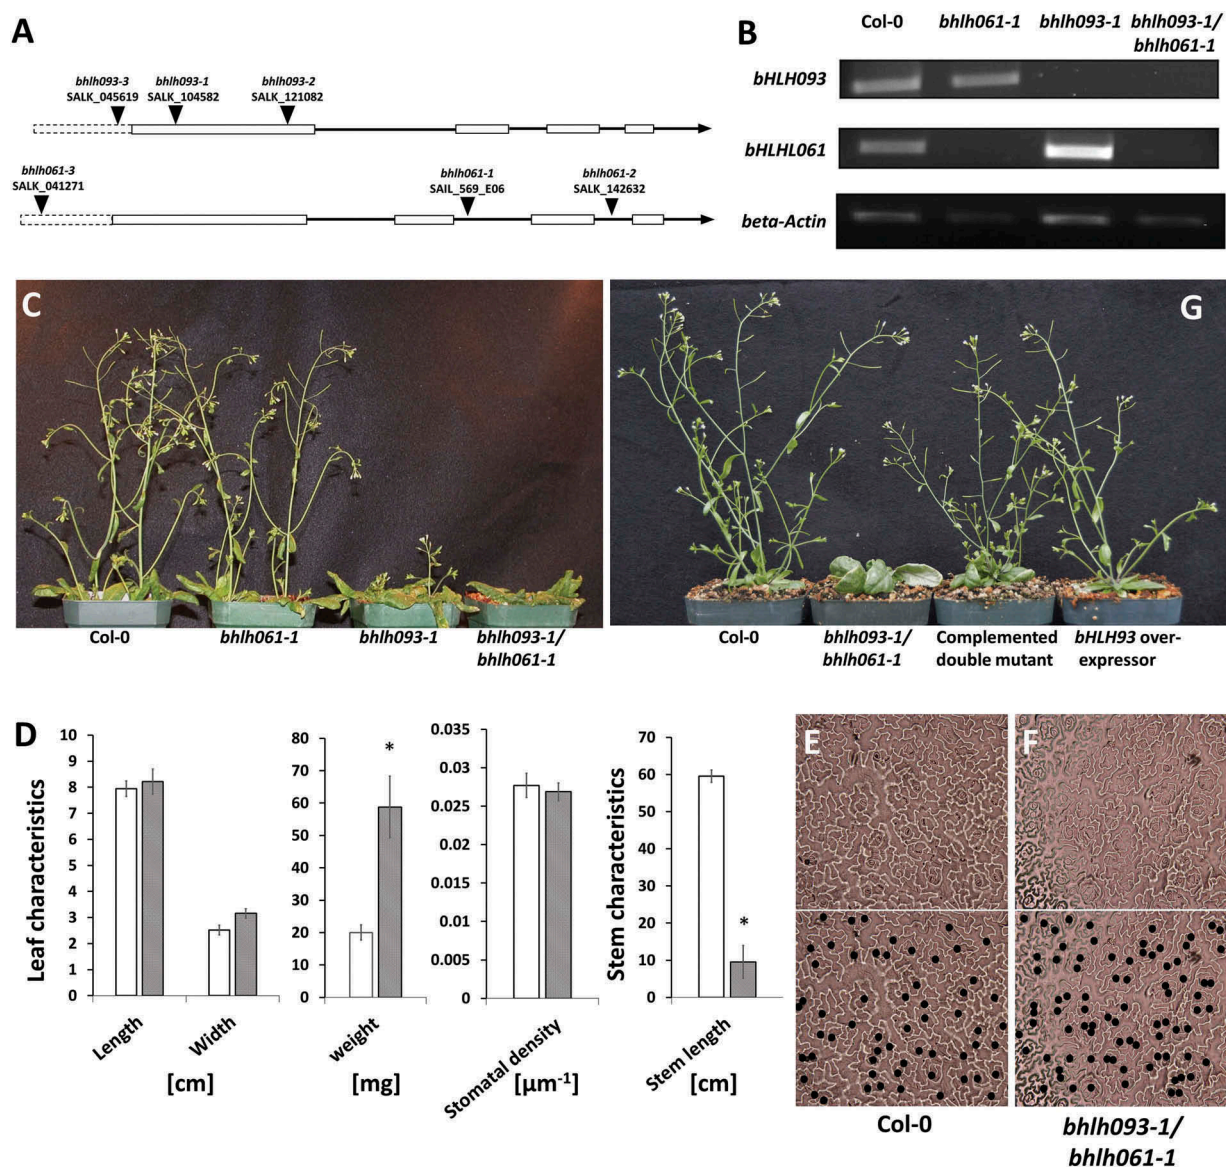 A
bhlh093-3
SALK_045619
bhlh093-1
SALK_104582
bhlh093-2
SALK_121082
bhlh061-3
SALK_041271
bhlh061-1
SAIL_569_E06
bhlh061-2
SALK_142632
B
Col-0
bhlh061-1
bhlh093-1
bhlh093-1/
bhlh061-1
bHLH093
bHLHL061
beta-Actin
C
Col-0
bhlh061-1
bhlh093-1
bhlh093-1/
bhlh061-1
G
Col-0
bhlh093-1/
bhlh061-1
Complemented
double mutant
bHLH93 over-
expressor
D
Leaf characteristics
9
8
7
6
5
4
3
2
1
0
Length
Width
[cm]
80
70
60
50
40
30
20
10
0
*
weight
[mg]
0.035
0.03
0.025
0.02
0.015
0.01
0.005
0
Stomatal density
[μm⁻¹]
Stem characteristics
70
60
50
40
30
20
10
0
*
Stem length
[cm]
E
Col-0
F
bhlh093-1/
bhlh061-1